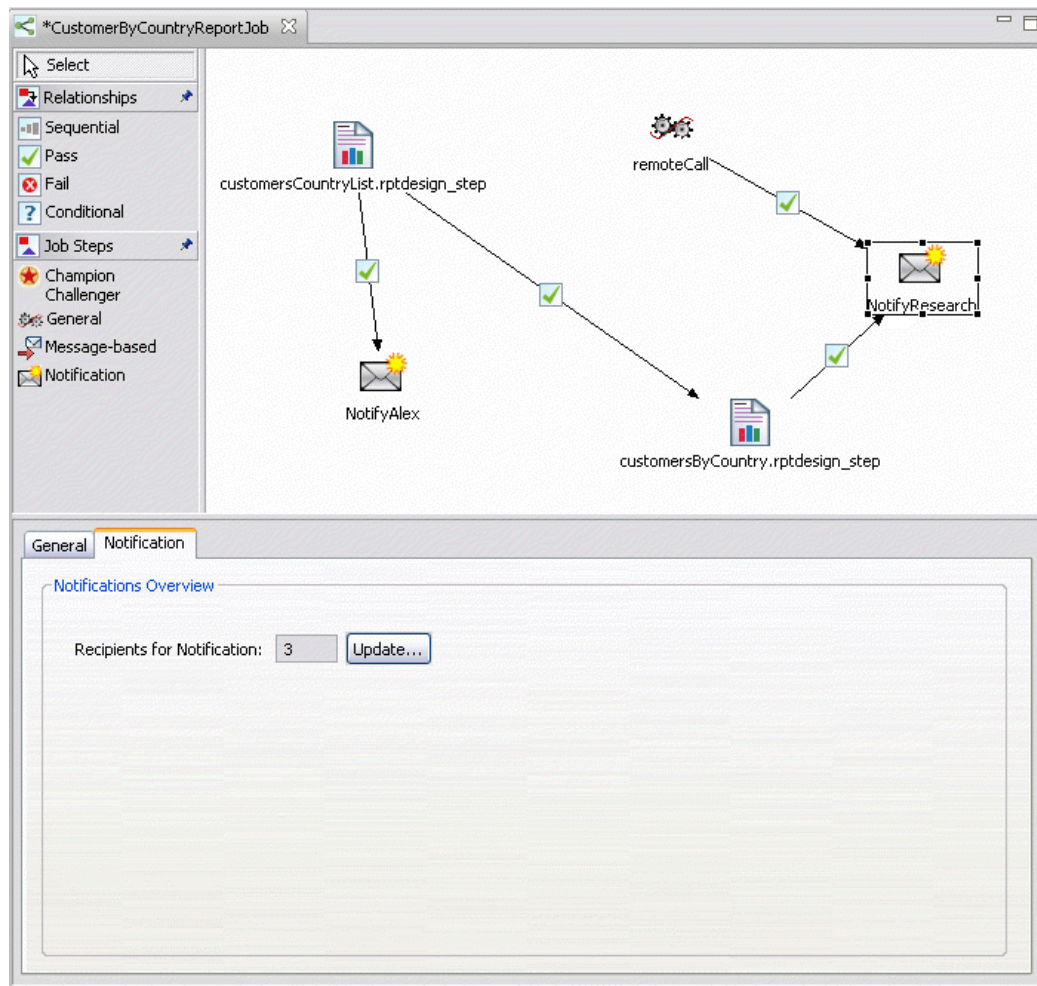 *CustomerByCountryReportJob
Select
Relationships
Sequential
Pass
Fail
Conditional
Job Steps
Champion
Challenger
General
Message-based
Notification
customersCountryList.rptdesign_step
remoteCall
NotifyResearch
NotifyAlex
customersByCountry.rptdesign_step
General
Notification
Notifications Overview
Recipients for Notification: 3 Update...